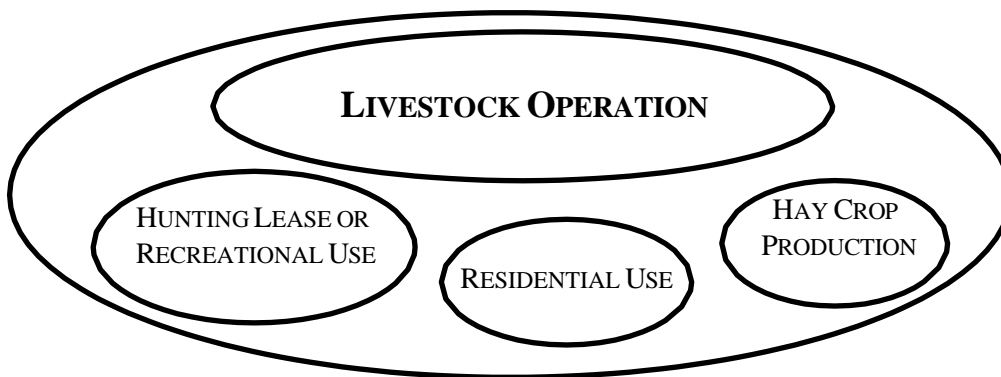 LIVESTOCK OPERATION
HUNTING LEASE OR
RECREATIONAL USE
RESIDENTIAL USE
HAY CROP
PRODUCTION